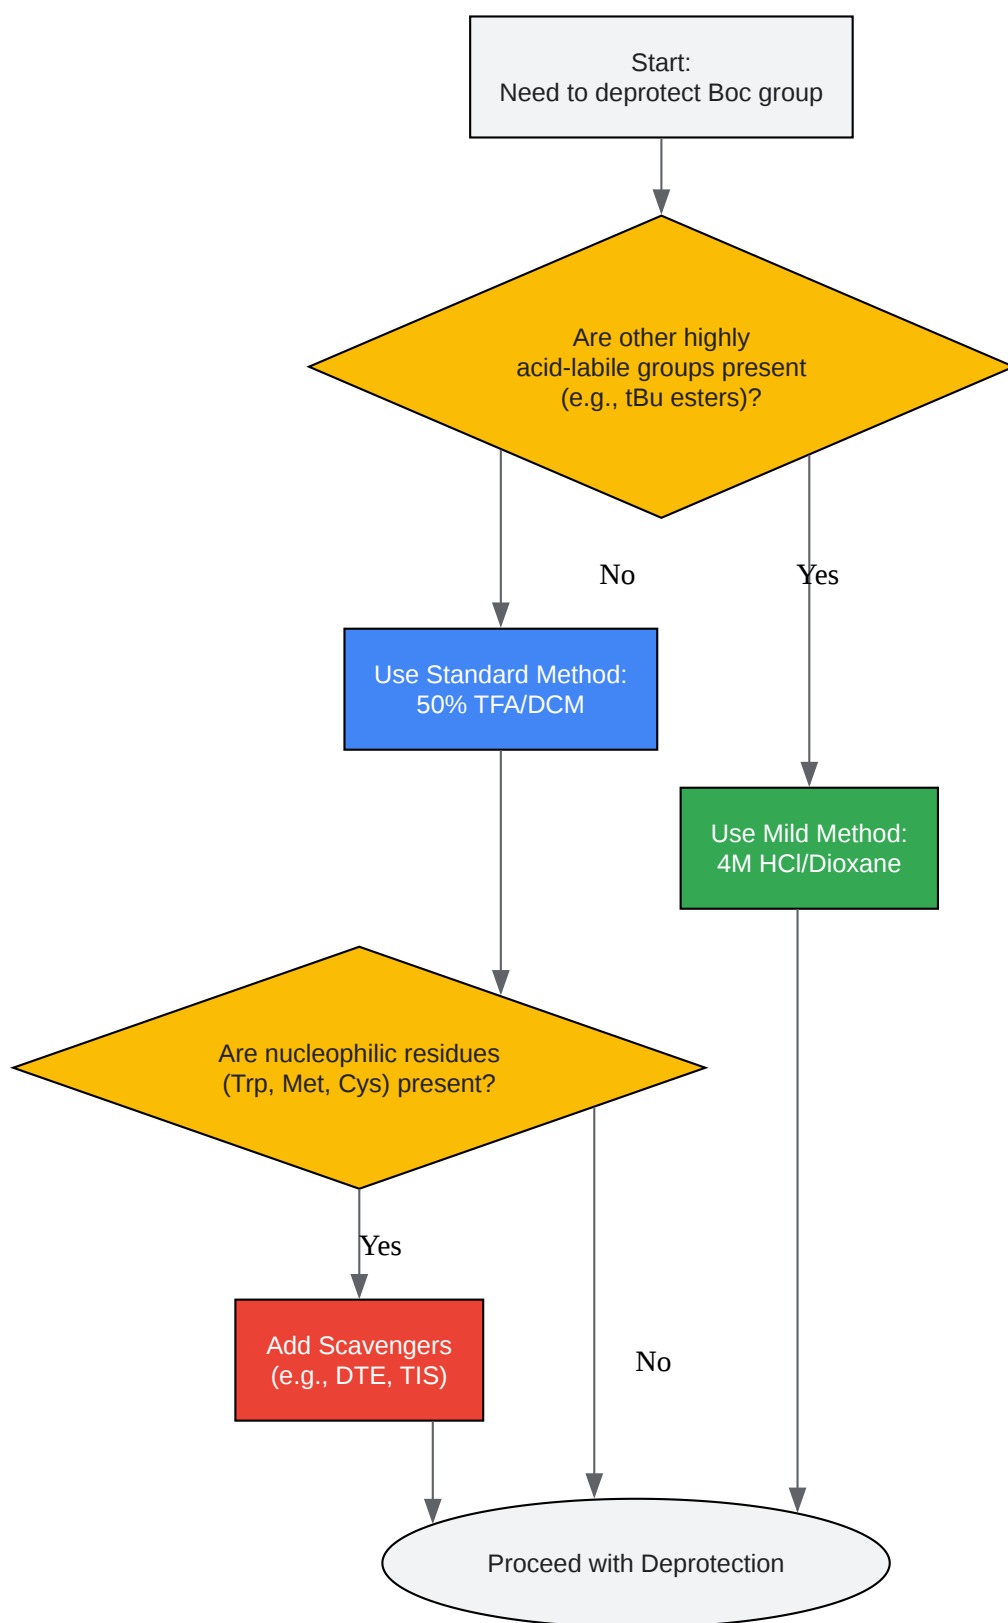 Start:
Need to deprotect Boc group
Are other highly
acid-labile groups present
(e.g., tBu esters)?
No
Yes
Use Standard Method:
50% TFA/DCM
Use Mild Method:
4M HCl/Dioxane
Are nucleophilic residues
(Trp, Met, Cys) present?
Yes
Add Scavengers
(e.g., DTE, TIS)
No
Proceed with Deprotection